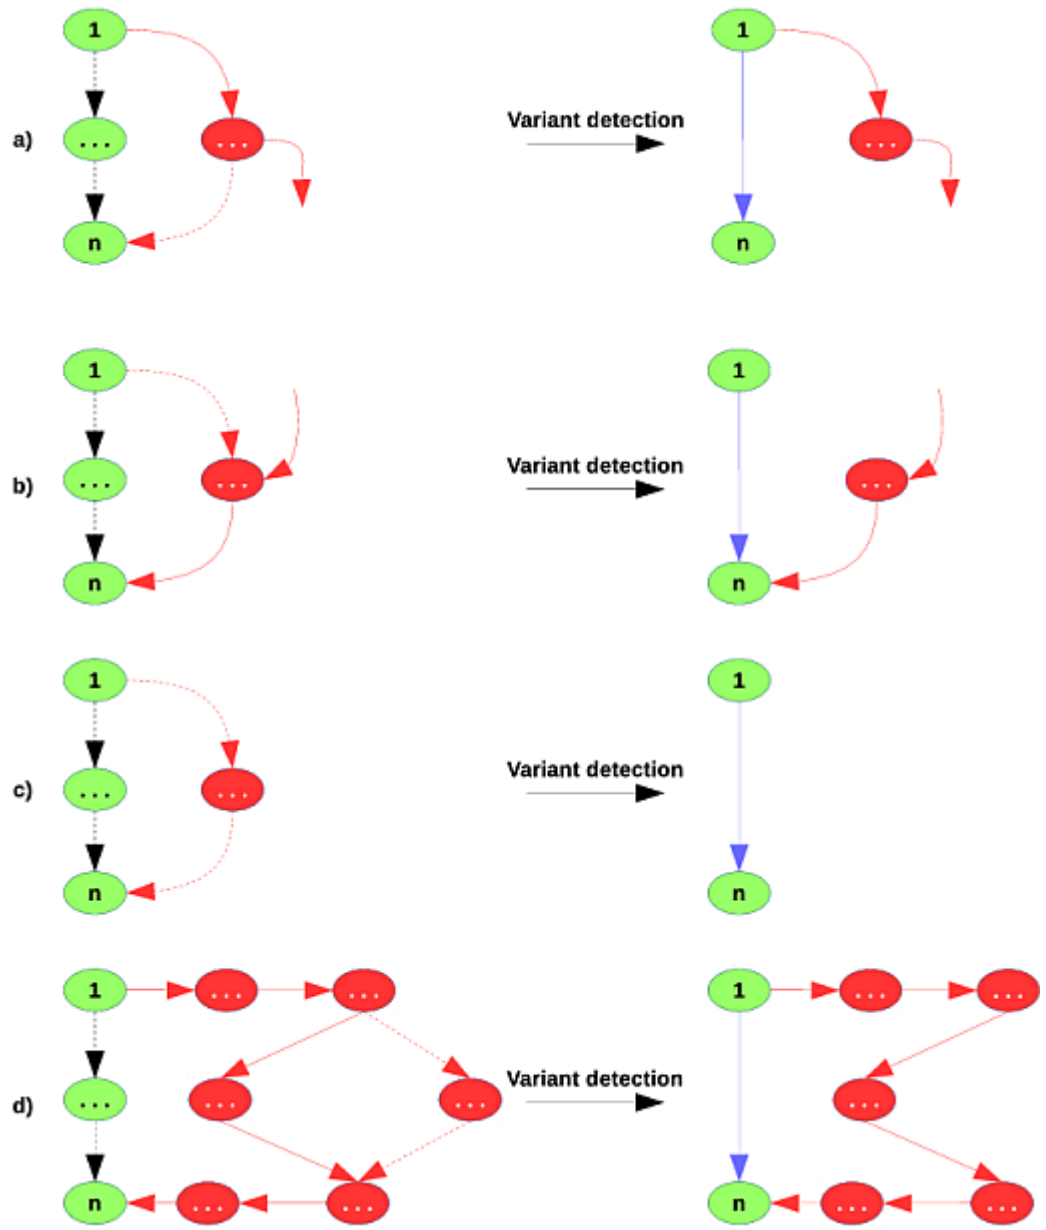 1 1
Variant detection
a) ... ... ...
n n
1 1
Variant detection
b) ... ... ...
n n
1 1
Variant detection
c) ... ...
n n
1 ... ... 1 ... ...
Variant detection
d) ... ... ... ...
n ... ... n ... ...